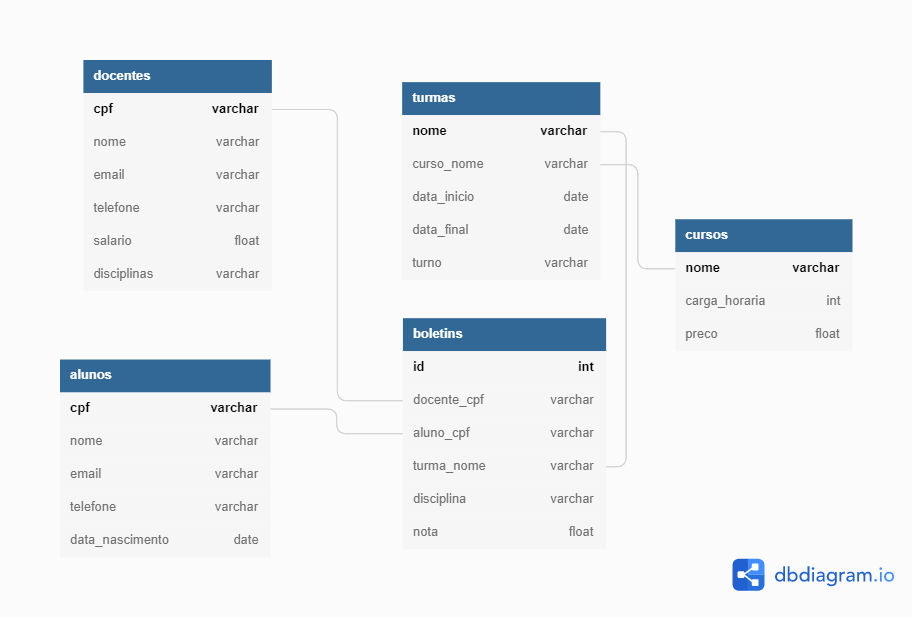 docentes
cpf varchar
nome varchar
email varchar
telefone varchar
salario float
disciplinas varchar
turmas
nome varchar
curso_nome varchar
data_inicio date
data_final date
turno varchar
cursos
nome varchar
carga_horaria int
preco float
boletins
id int
docente_cpf varchar
aluno_cpf varchar
turma_nome varchar
disciplina varchar
nota float
alunos
cpf varchar
nome varchar
email varchar
telefone varchar
data_nascimento date
dbdiagram.io